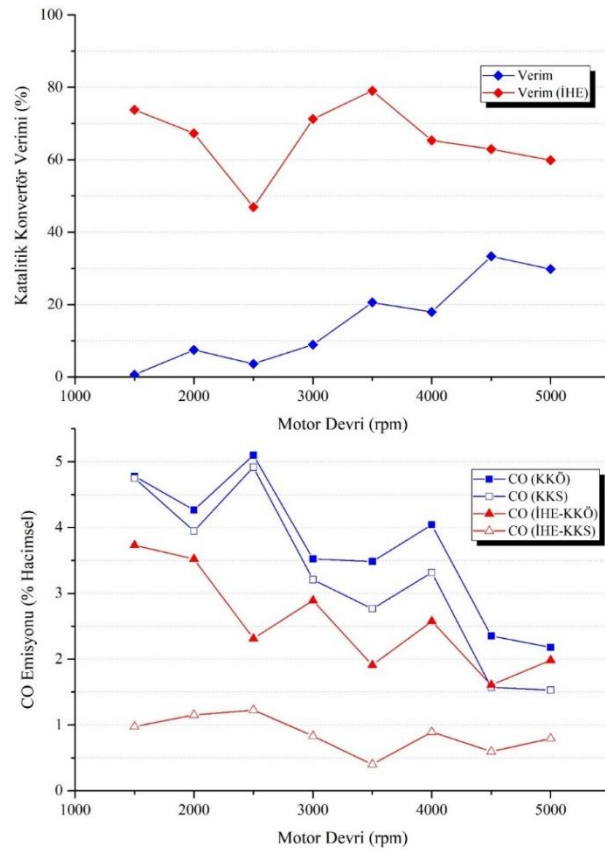 100
80
60
40
20
0
Katalitik Konvertör Verimi (%)
Verim
Verim (İHE)
1000 2000 3000 4000 5000
Motor Devri (rpm)
5
4
3
2
1
0
CO Emisyonu (% Hacimsel)
CO (KKÖ)
CO (KKS)
CO (İHE-KKÖ)
CO (İHE-KKS)
1000 2000 3000 4000 5000
Motor Devri (rpm)